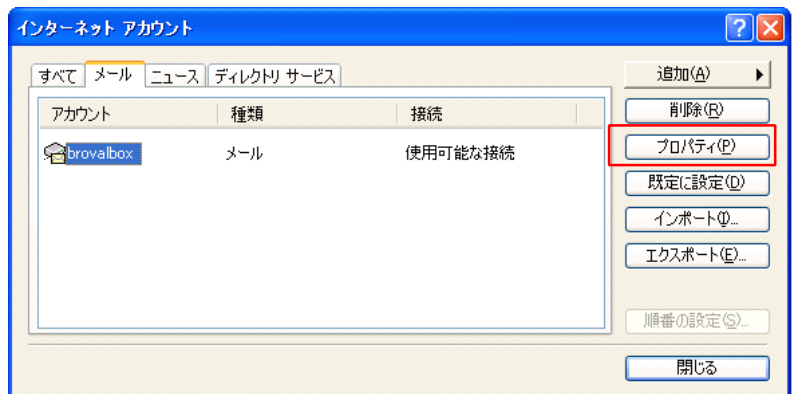 インターネット アカウント
すべて メール ニュース ディレクトリ サービス
アカウント 種類 接続
brovalbox メール 使用可能な接続
追加(A)
削除(R)
プロパティ(P)
既定に設定(D)
インポート(I)...
エクスポート(E)...
順番の設定(S)...
閉じる